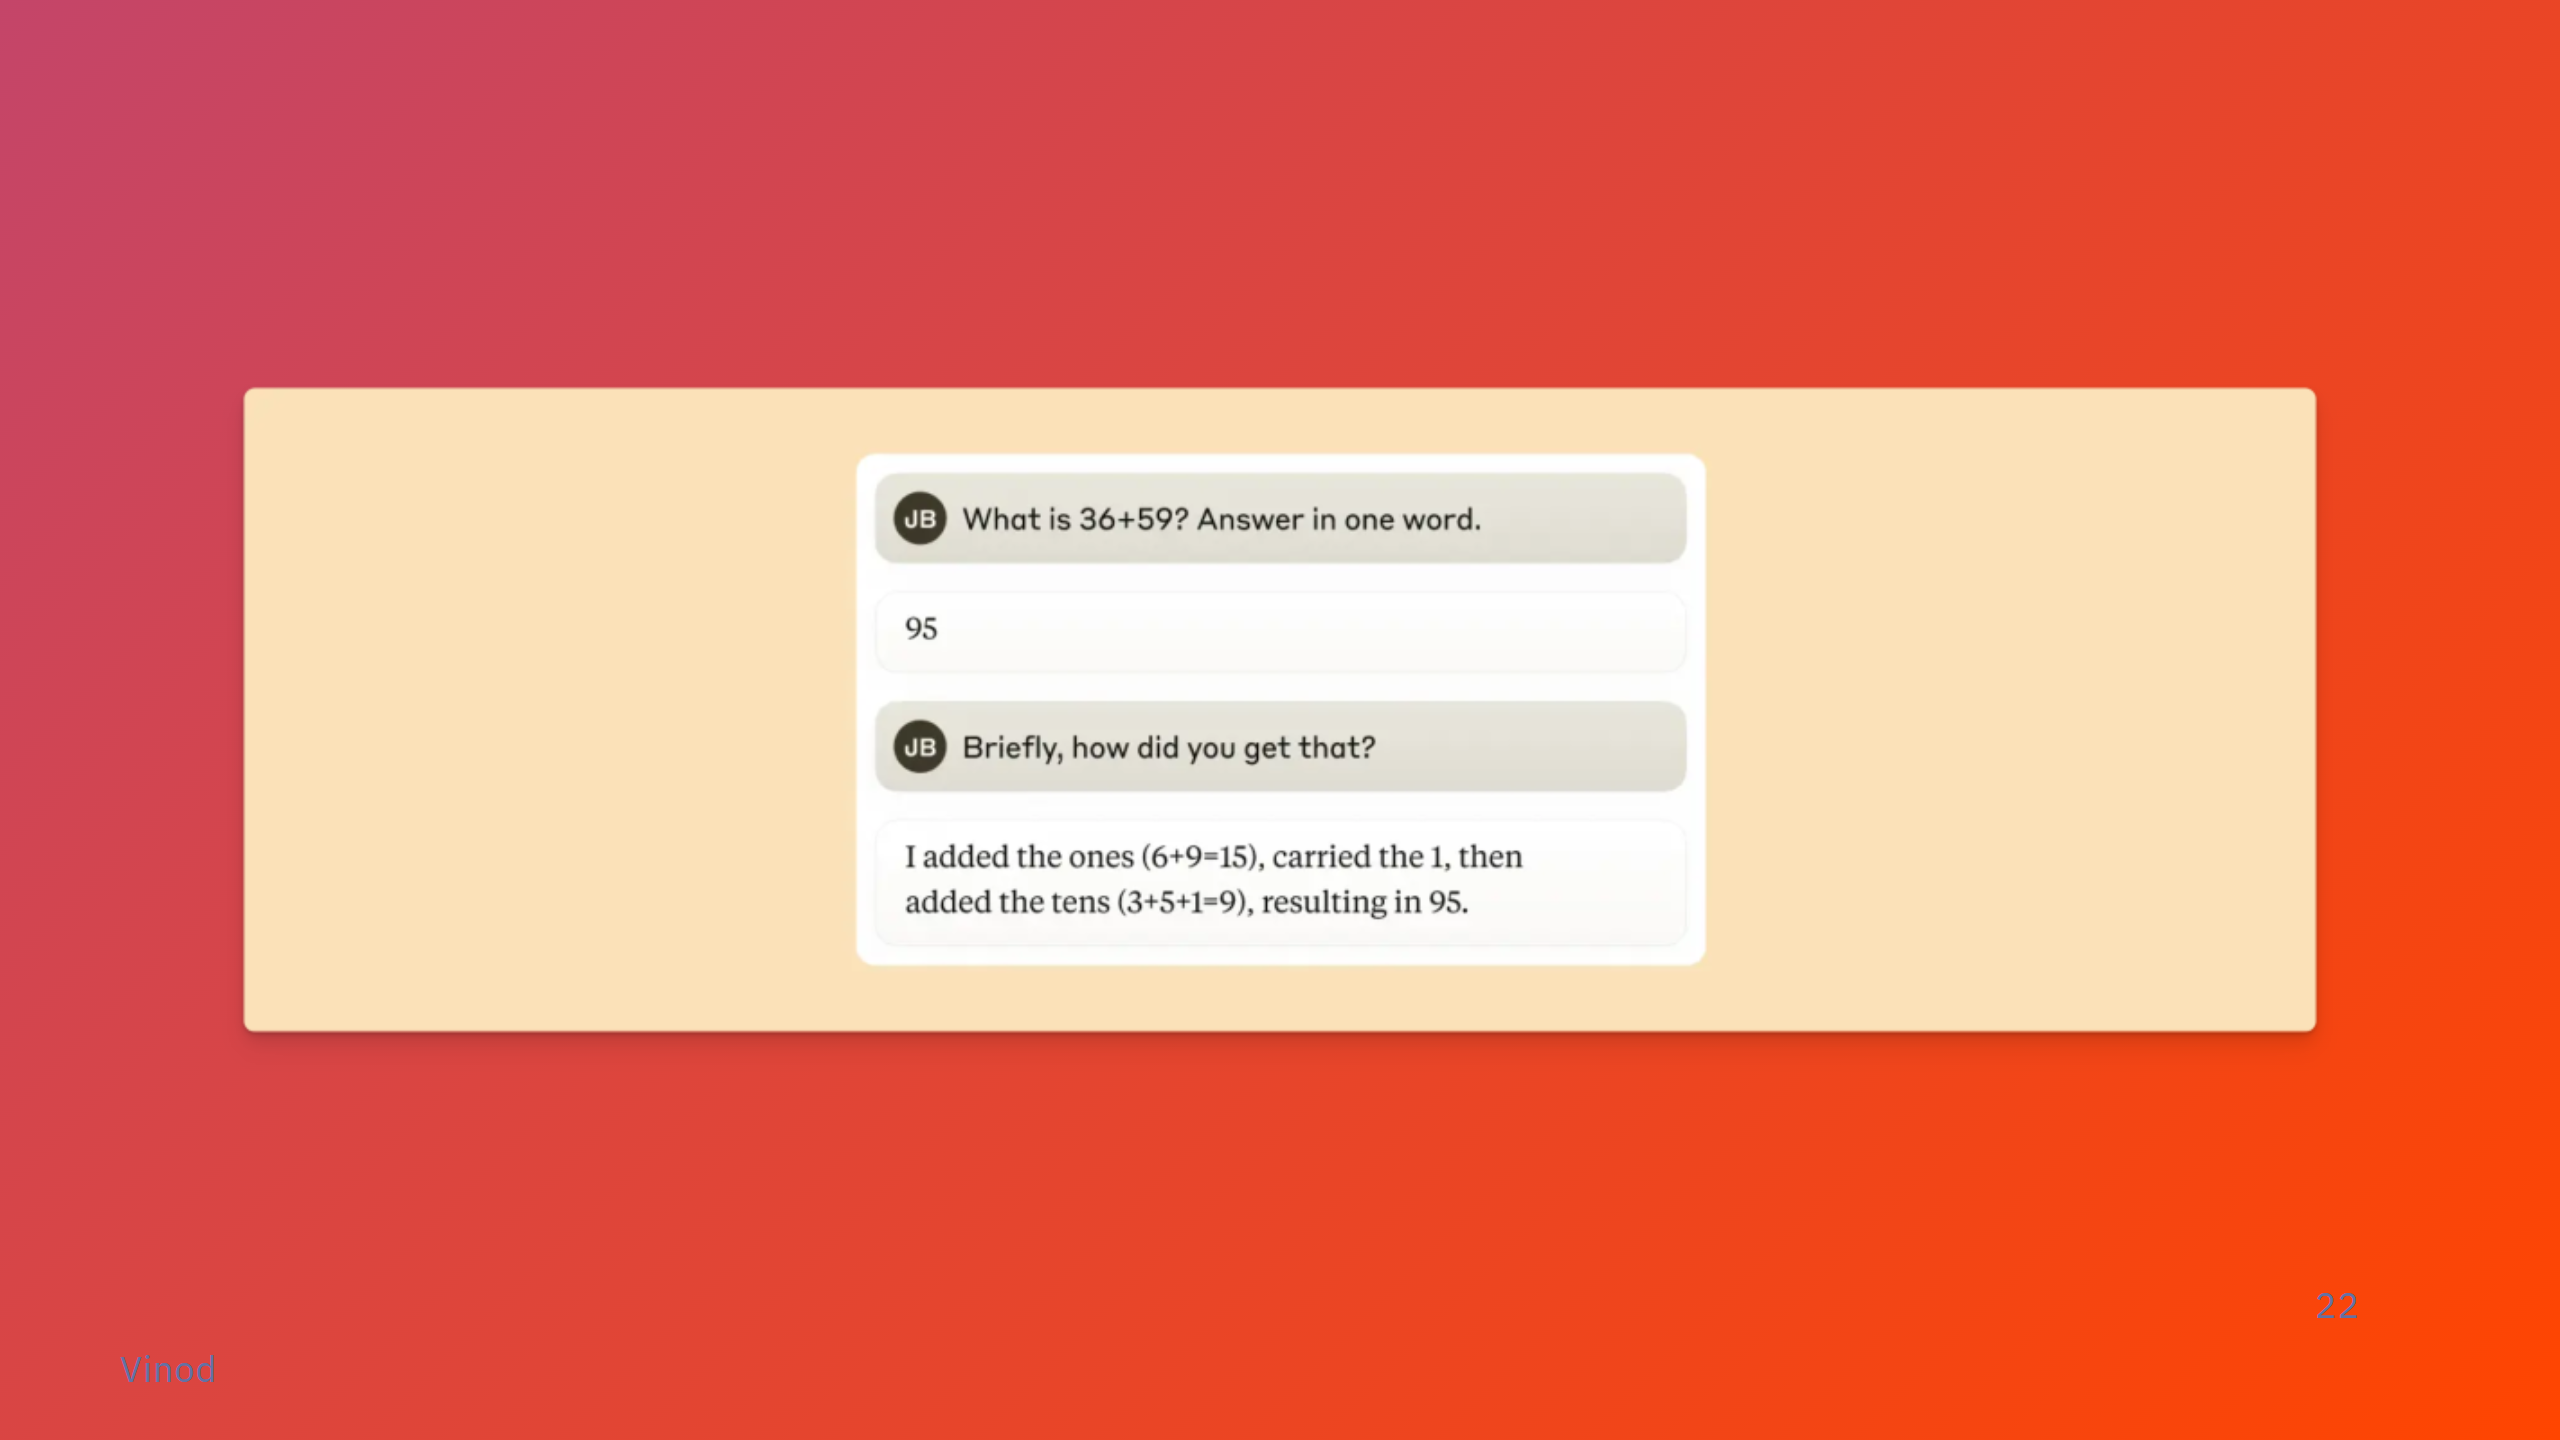 JB What is 36+59? Answer in one word.
95
JB Briefly, how did you get that?
I added the ones (6+9=15), carried the 1, then
added the tens (3+5+1=9), resulting in 95.
22
Vinod